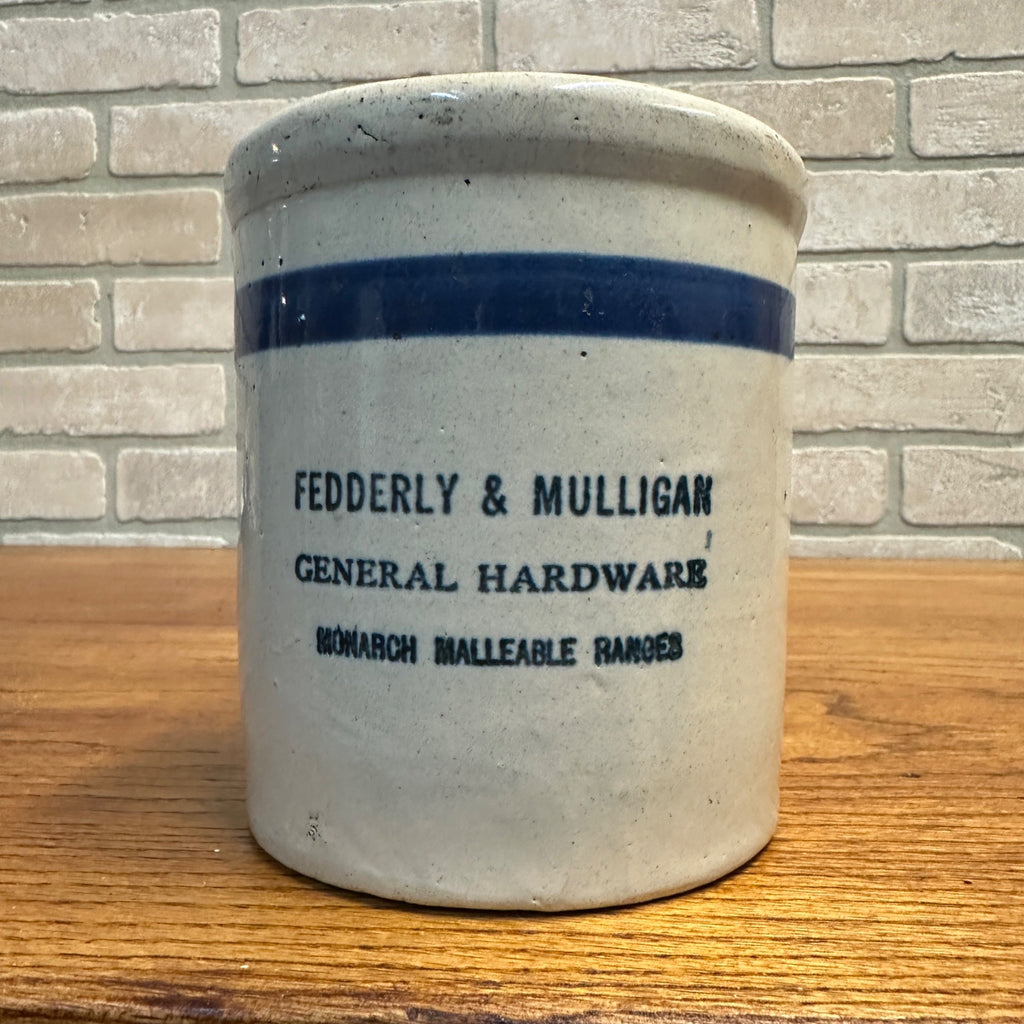 FEDDERLY & MULLIGAN
GENERAL HARDWARE
MONARCH MALLEABLE RANGES